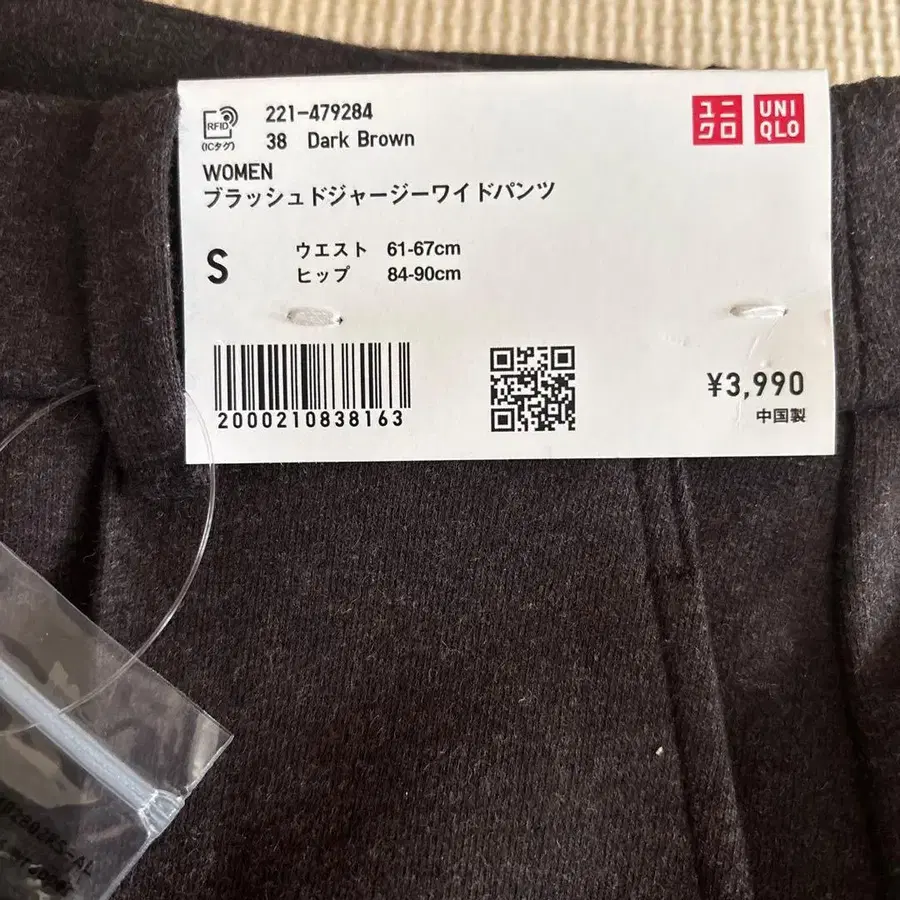 RFID
(ICタグ)
221-479284
38 Dark Brown
ユニクロ
UNIQLO
WOMEN
ブラッシュドジャージーワイドパンツ
S
ウエスト 61-67cm
ヒップ 84-90cm
2000210838163
¥3,990
中国製